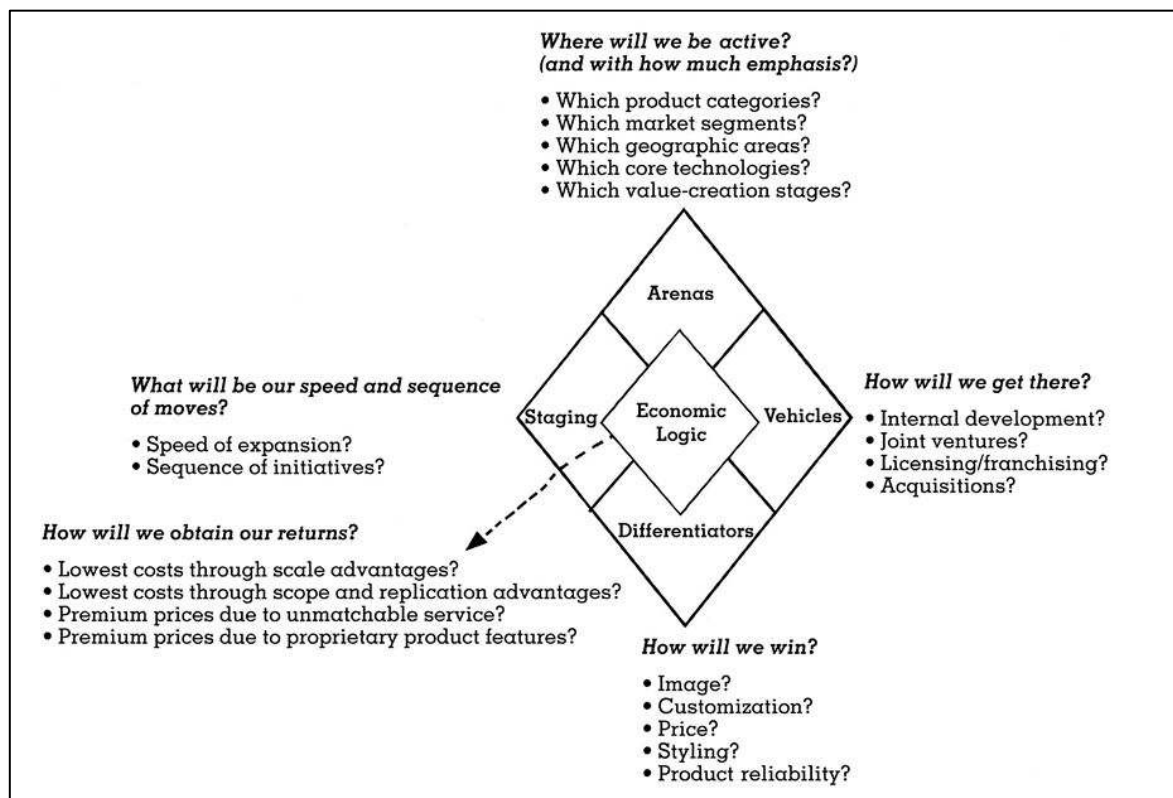 Where will we be active?
(and with how much emphasis?)
• Which product categories?
• Which market segments?
• Which geographic areas?
• Which core technologies?
• Which value-creation stages?
Arenas
What will be our speed and sequence
of moves?
• Speed of expansion?
• Sequence of initiatives?
Staging
Economic
Logic
Vehicles
How will we get there?
• Internal development?
• Joint ventures?
• Licensing/franchising?
• Acquisitions?
How will we obtain our returns?
• Lowest costs through scale advantages?
• Lowest costs through scope and replication advantages?
• Premium prices due to unmatchable service?
• Premium prices due to proprietary product features?
Differentiators
How will we win?
• Image?
• Customization?
• Price?
• Styling?
• Product reliability?